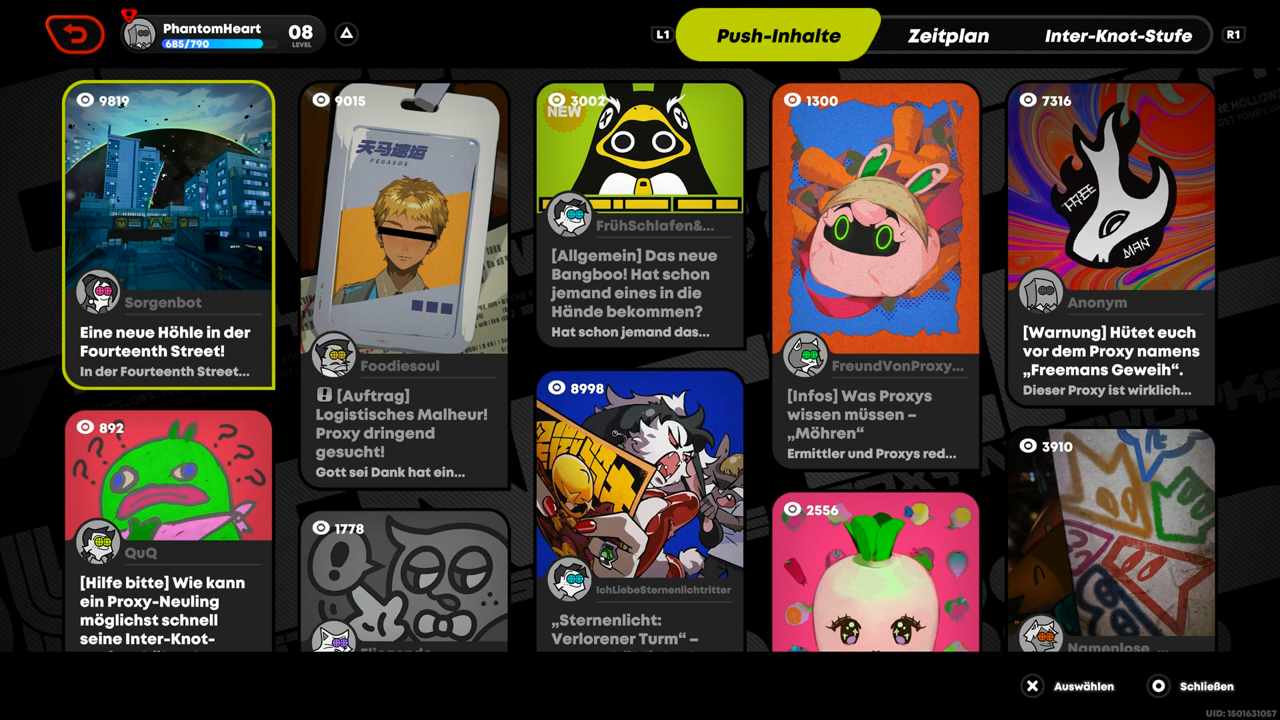 PhantomHeart
685/790
08
LEVEL
L1
Push-Inhalte
Zeitplan
Inter-Knot-Stufe
R1
9819
Sorgenbot
Eine neue Höhle in der
Fourteenth Street!
In der Fourteenth Street...
892
QuQ
[Hilfe bitte] Wie kann
ein Proxy-Neuling
möglichst schnell
seine Inter-Knot-
9015
天马速运
PEGASOS
Foodiesoul
[Auftrag]
Logistisches Malheur!
Proxy dringend
gesucht!
Gott sei Dank hat ein...
1778
3002
NEW
FrühSchlafen&...
[Allgemein] Das neue
Bangboo! Hat schon
jemand eines in die
Hände bekommen?
Hat schon jemand das...
8998
IchLiebeSternenlichtritter
„Sternenlicht:
Verlorener Turm“ –
1300
FreundVonProxy...
[Infos] Was Proxys
wissen müssen –
„Möhren“
Ermittler und Proxys red...
2556
7316
FREE
MAN
Anonym
[Warnung] Hütet euch
vor dem Proxy namens
„Freemans Geweih“.
Dieser Proxy ist wirklich...
3910
Namenlose ...
Auswählen
Schließen
UID: 1501631057